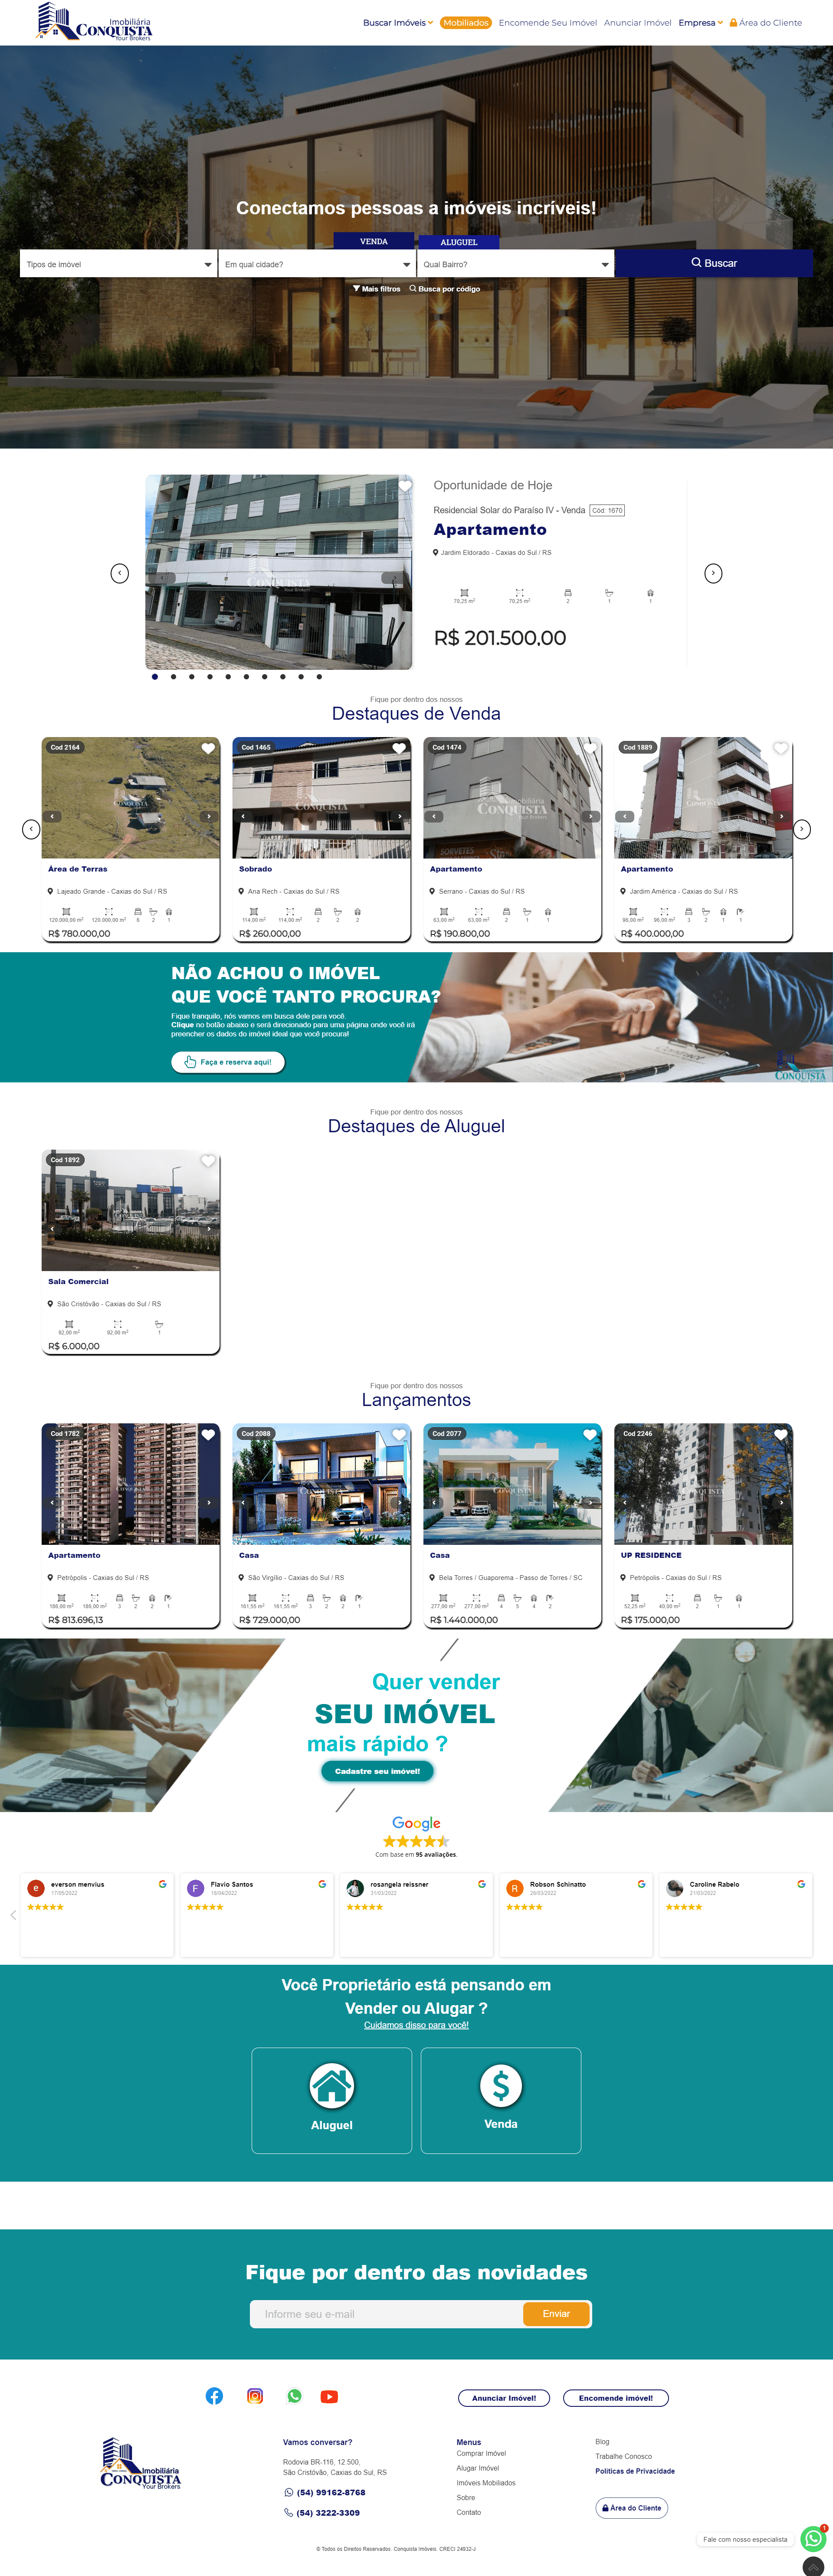 Imobiliária
CONQUISTA
Your Brokers
Buscar Imóveis
Mobiliados
Encomende Seu Imóvel
Anunciar Imóvel
Empresa
Área do Cliente
Conectamos pessoas a imóveis incríveis!
VENDA
ALUGUEL
Tipos de imóvel
Em qual cidade?
Qual Bairro?
Buscar
Mais filtros
Busca por código
CONQUISTA
Oportunidade de Hoje
Residencial Solar do Paraíso IV - Venda
Cód: 1670
Apartamento
Jardim Eldorado - Caxias do Sul / RS
70,25 m²
70,25 m²
2
1
1
R$ 201.500,00
Fique por dentro dos nossos
Destaques de Venda
Cod 2164
CONQUISTA
Área de Terras
Lajeado Grande - Caxias do Sul / RS
120.000,00 m²
120.000,00 m²
6
2
1
R$ 780.000,00
Cod 1465
CONQUISTA
Sobrado
Ana Rech - Caxias do Sul / RS
114,00 m²
114,00 m²
2
2
2
R$ 260.000,00
Cod 1474
Imobiliária
CONQUISTA
SORVETES
Apartamento
Serrano - Caxias do Sul / RS
63,00 m²
63,00 m²
2
1
1
R$ 190.800,00
Cod 1889
CONQUISTA
Apartamento
Jardim América - Caxias do Sul / RS
96,00 m²
96,00 m²
3
2
1
1
R$ 400.000,00
NÃO ACHOU O IMÓVEL
QUE VOCÊ TANTO PROCURA?
Fique tranquilo, nós vamos em busca dele para você.
Clique no botão abaixo e será direcionado para uma página onde você irá
preencher os dados do imóvel ideal que você procura!
Faça e reserva aqui!
CONQUISTA
Fique por dentro dos nossos
Destaques de Aluguel
Cod 1892
CONQUISTA
Sala Comercial
São Cristóvão - Caxias do Sul / RS
92,00 m²
92,00 m²
1
R$ 6.000,00
Fique por dentro dos nossos
Lançamentos
Cod 1782
CONQUISTA
Apartamento
Petrópolis - Caxias do Sul / RS
186,00 m²
186,00 m²
3
2
2
1
R$ 813.696,13
Cod 2088
CONQUISTA
Casa
São Virgílio - Caxias do Sul / RS
161,55 m²
161,55 m²
3
2
2
1
R$ 729.000,00
Cod 2077
CONQUISTA
Casa
Bela Torres / Guaporema - Passo de Torres / SC
277,00 m²
277,00 m²
4
5
4
2
R$ 1.440.000,00
Cod 2246
CONQUISTA
UP RESIDENCE
Petrópolis - Caxias do Sul / RS
52,25 m²
40,00 m²
2
1
1
R$ 175.000,00
Quer vender
SEU IMÓVEL
mais rápido ?
Cadastre seu imóvel!
Google
Com base em 95 avaliações.
e
everson menvius
17/05/2022
F
Flavio Santos
18/04/2022
rosangela reissner
31/03/2022
R
Robson Schinatto
26/03/2022
Caroline Rabelo
21/03/2022
Você Proprietário está pensando em
Vender ou Alugar ?
Cuidamos disso para você!
Aluguel
Venda
Fique por dentro das novidades
Informe seu e-mail
Enviar
Anunciar Imóvel!
Encomende imóvel!
Imobiliária
CONQUISTA
Your Brokers
Vamos conversar?
Rodovia BR-116, 12.500,
São Cristóvão, Caxias do Sul, RS
(54) 99162-8768
(54) 3222-3309
Menus
Comprar Imóvel
Alugar Imóvel
Imóveis Mobiliados
Sobre
Contato
Blog
Trabalhe Conosco
Políticas de Privacidade
Área do Cliente
Fale com nosso especialista
1
© Todos os Direitos Reservados. Conquista Imóveis. CRECI 24932-J